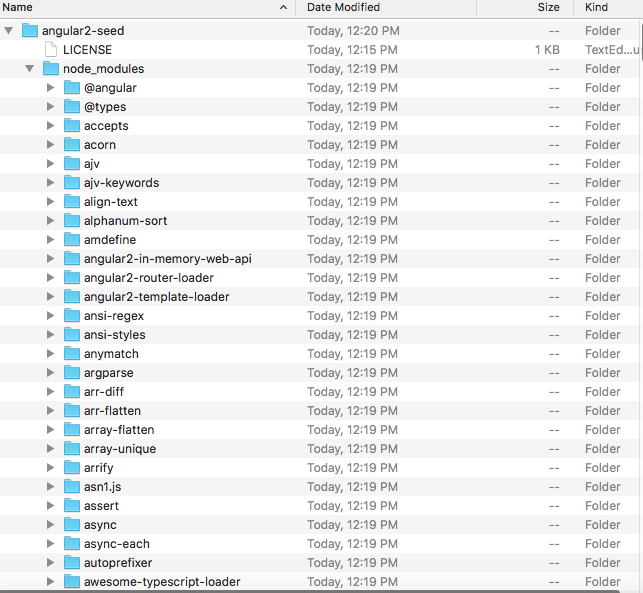 Name Date Modified Size Kind
angular2-seed Today, 12:20 PM -- Folder
LICENSE Today, 12:15 PM 1 KB TextEd...u
node_modules Today, 12:19 PM -- Folder
@angular Today, 12:19 PM -- Folder
@types Today, 12:19 PM -- Folder
accepts Today, 12:19 PM -- Folder
acorn Today, 12:19 PM -- Folder
ajv Today, 12:19 PM -- Folder
ajv-keywords Today, 12:19 PM -- Folder
align-text Today, 12:19 PM -- Folder
alphanum-sort Today, 12:19 PM -- Folder
amdefine Today, 12:19 PM -- Folder
angular2-in-memory-web-api Today, 12:19 PM -- Folder
angular2-router-loader Today, 12:19 PM -- Folder
angular2-template-loader Today, 12:19 PM -- Folder
ansi-regex Today, 12:19 PM -- Folder
ansi-styles Today, 12:19 PM -- Folder
anymatch Today, 12:19 PM -- Folder
argparse Today, 12:19 PM -- Folder
arr-diff Today, 12:19 PM -- Folder
arr-flatten Today, 12:19 PM -- Folder
array-flatten Today, 12:19 PM -- Folder
array-unique Today, 12:19 PM -- Folder
arrify Today, 12:19 PM -- Folder
asn1.js Today, 12:19 PM -- Folder
assert Today, 12:19 PM -- Folder
async Today, 12:19 PM -- Folder
async-each Today, 12:19 PM -- Folder
autoprefixer Today, 12:19 PM -- Folder
awesome-typescript-loader Today, 12:19 PM -- Folder